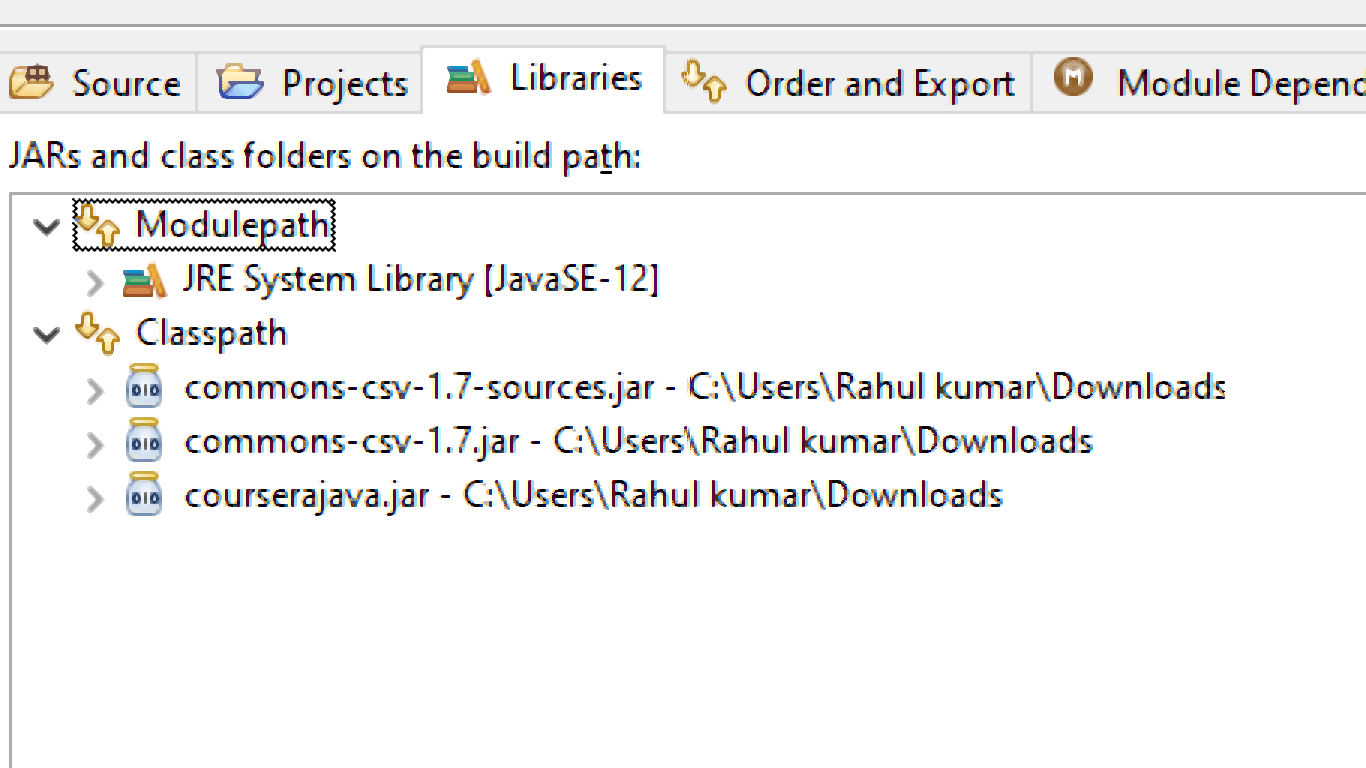 Source Projects Libraries Order and Export Module Depend
JARs and class folders on the build path:
Modulepath
JRE System Library [JavaSE-12]
Classpath
commons-csv-1.7-sources.jar - C:\Users\Rahul kumar\Downloads
commons-csv-1.7.jar - C:\Users\Rahul kumar\Downloads
courserajava.jar - C:\Users\Rahul kumar\Downloads